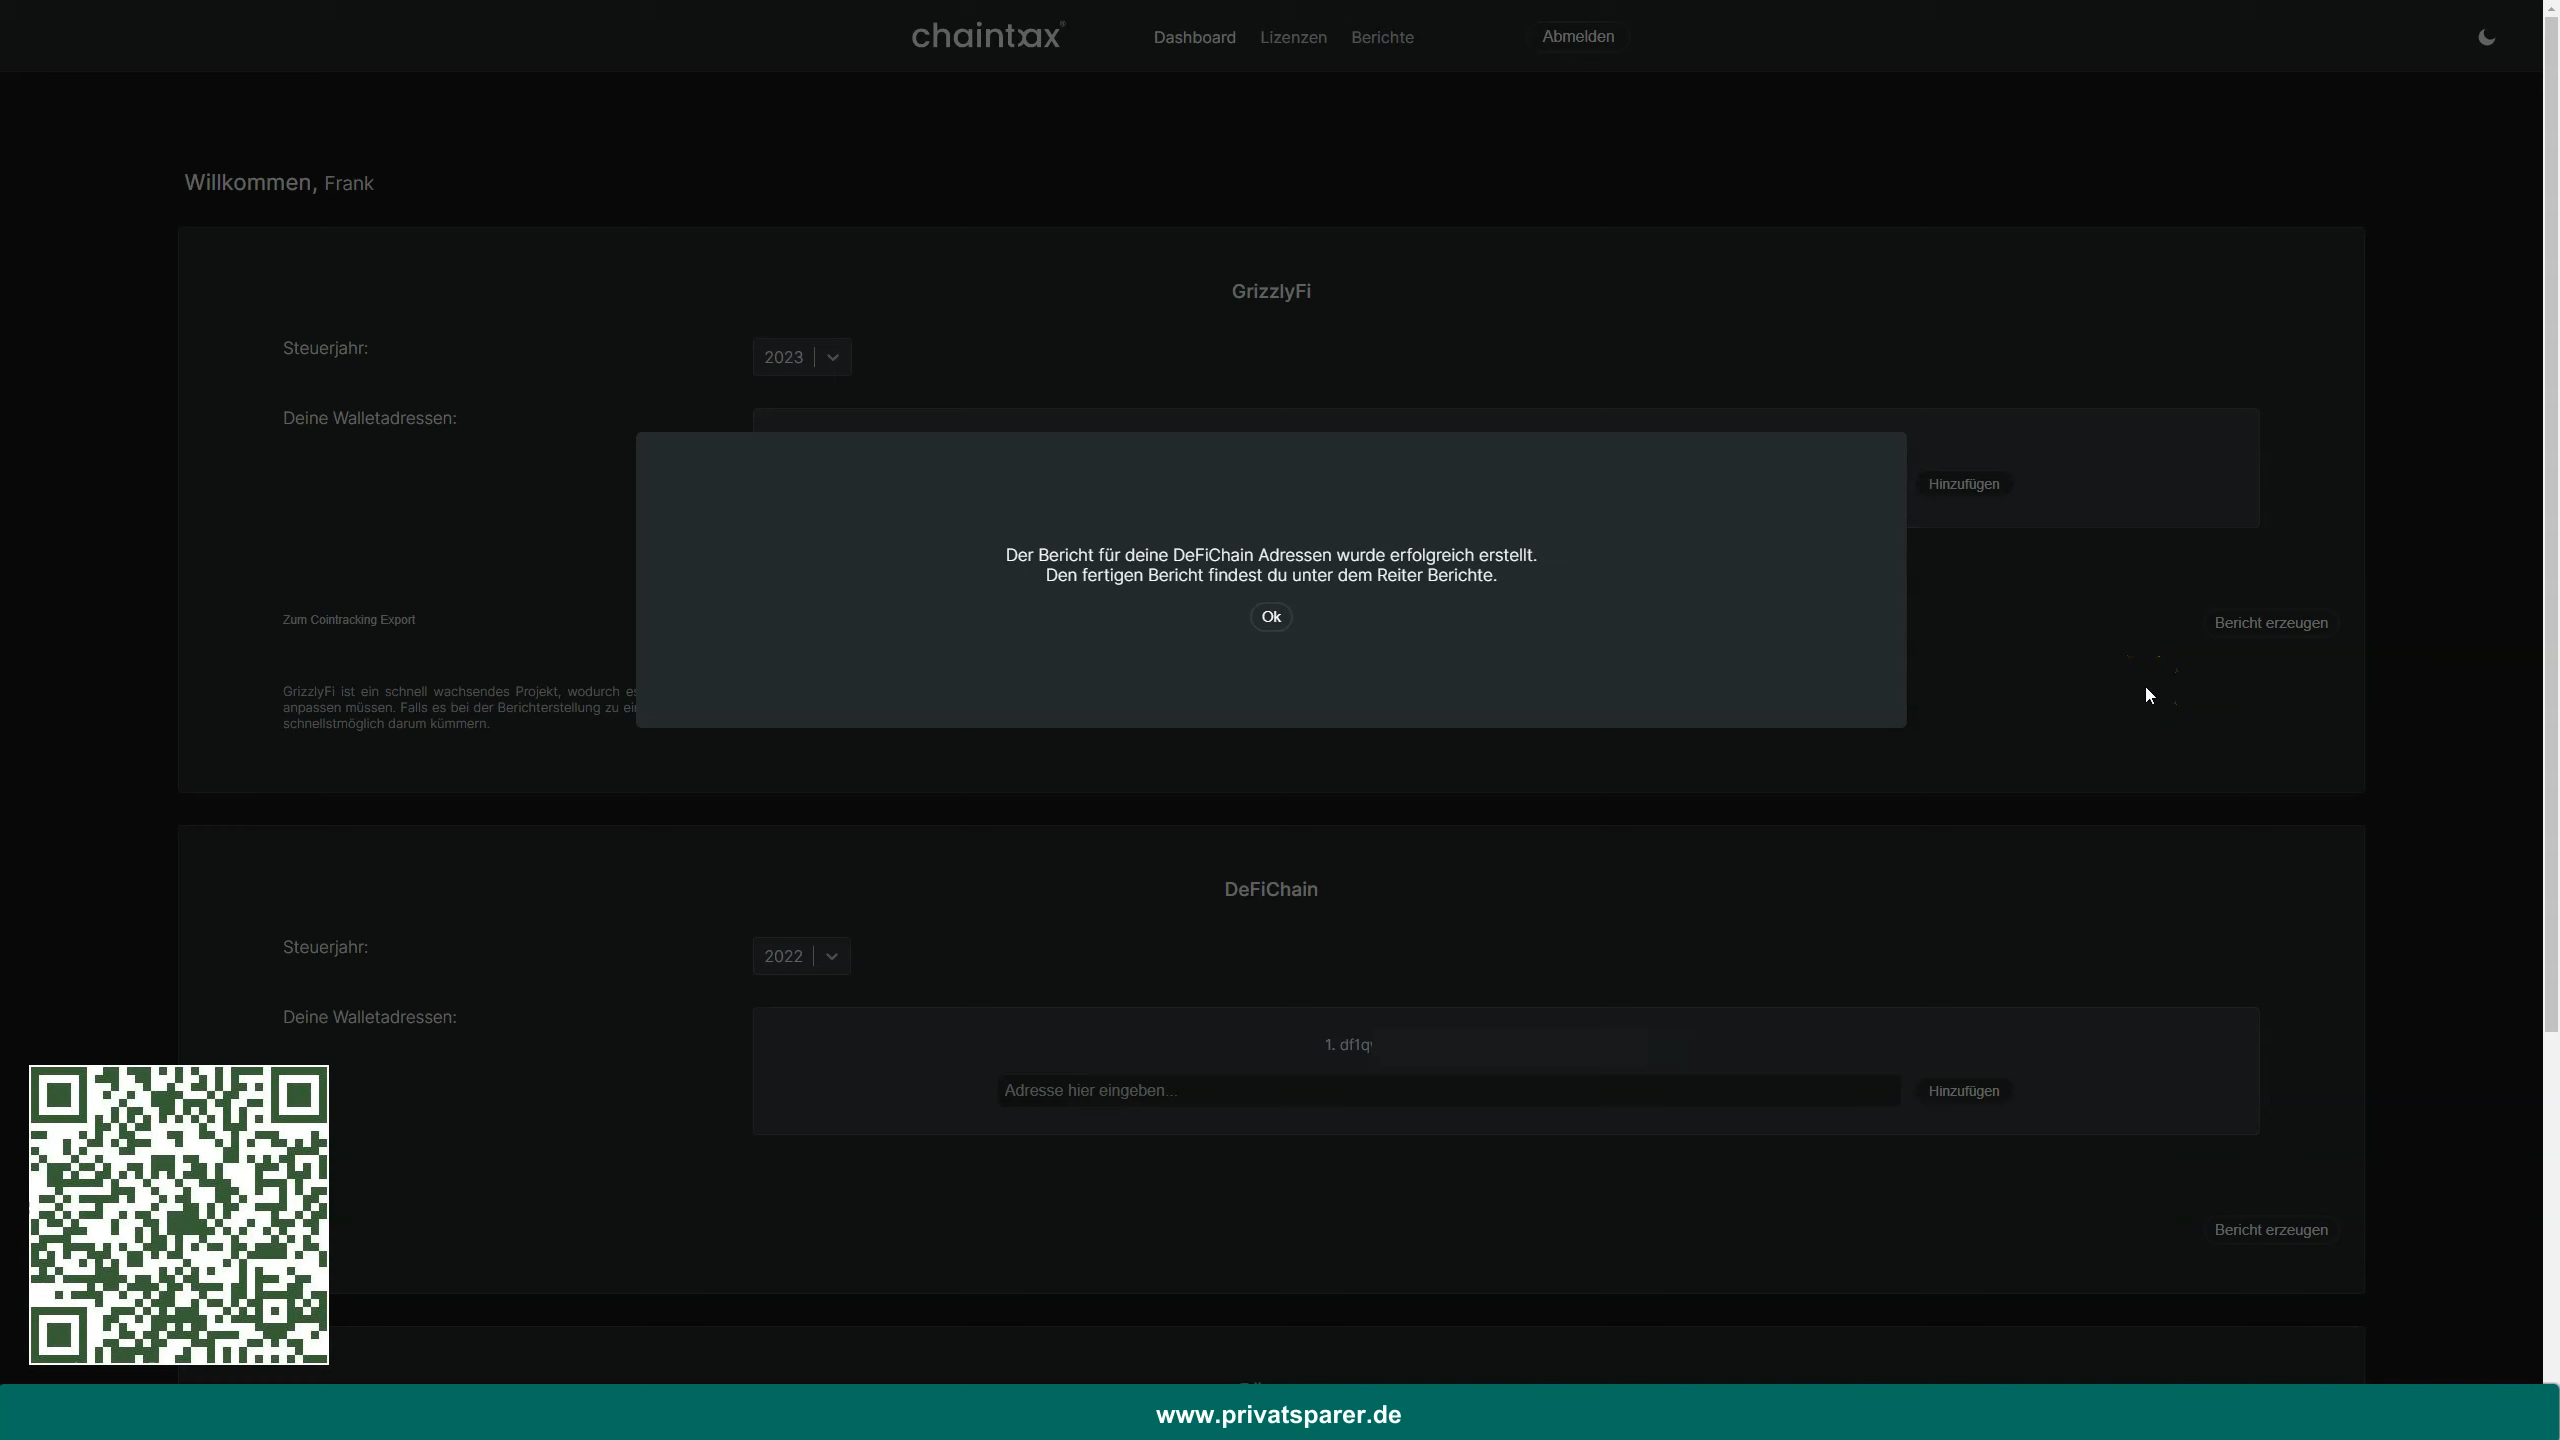 chaintax®
Dashboard
Lizenzen
Berichte
Abmelden
Willkommen, Frank
GrizzlyFi
Steuerjahr:
2023
Deine Walletadressen:
Hinzufügen
Der Bericht für deine DeFiChain Adressen wurde erfolgreich erstellt.
Den fertigen Bericht findest du unter dem Reiter Berichte.
Ok
Zum Cointracking Export
Bericht erzeugen
GrizzlyFi ist ein schnell wachsendes Projekt, wodurch
anpassen müssen. Falls es bei der Berichterstellung zu
schnellstmöglich darum kümmern.
DeFiChain
Steuerjahr:
2022
Deine Walletadressen:
1. df1q
Adresse hier eingeben...
Hinzufügen
Bericht erzeugen
www.privatsparer.de